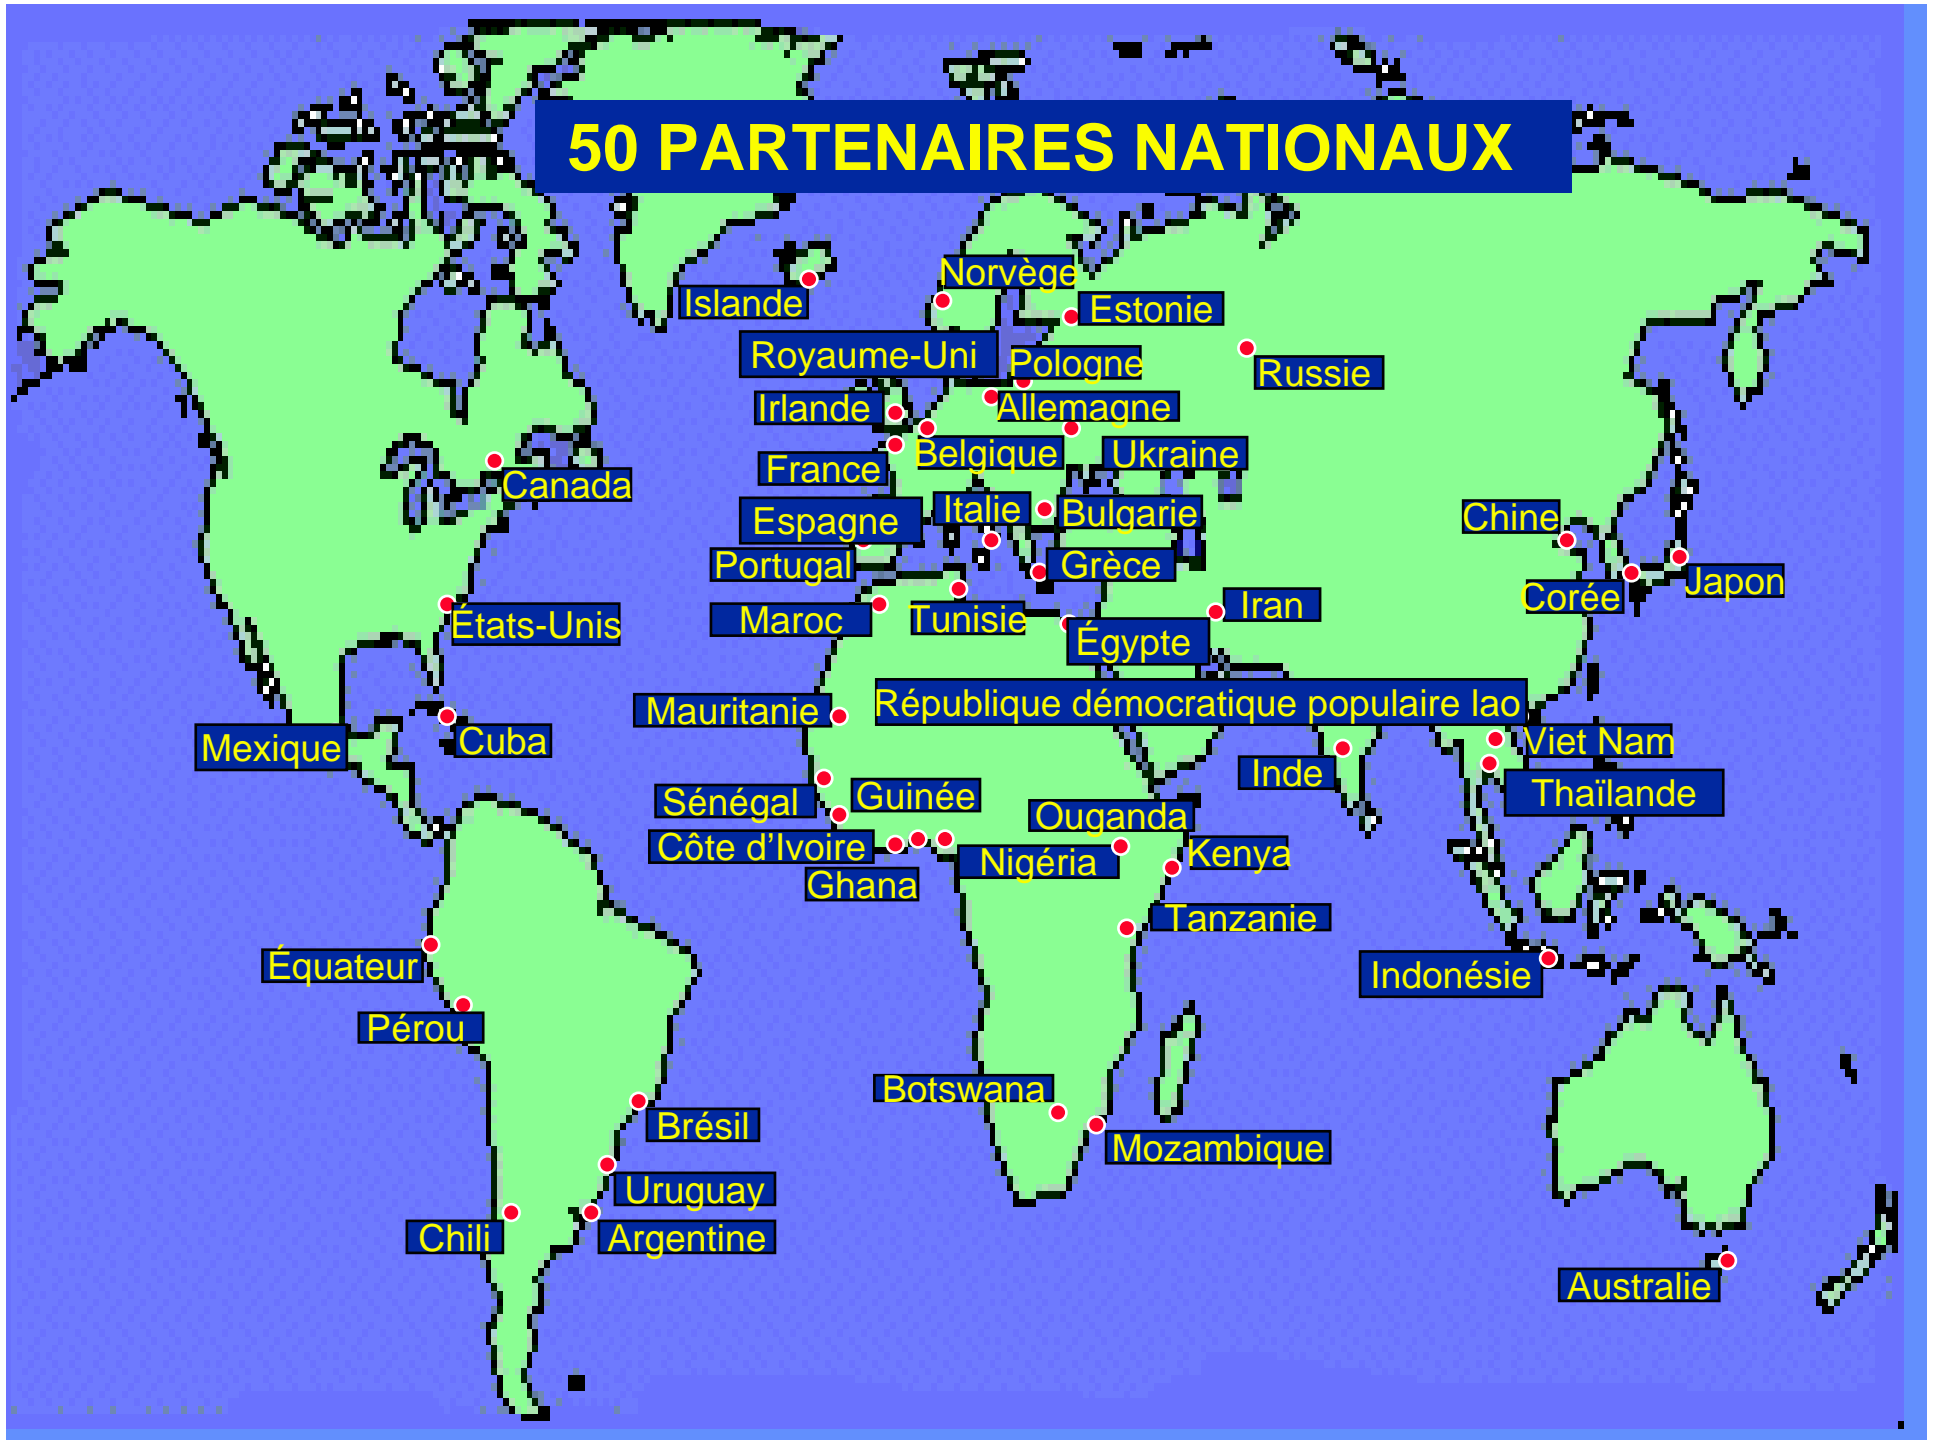 50 PARTENAIRES NATIONAUX
Norvège
Islande
Estonie
Royaume-Uni
Pologne
Russie
Irlande
Allemagne
Belgique
Ukraine
France
Canada
Espagne
Italie
Bulgarie
Chine
Portugal
Grèce
Japon
Corée
Maroc
Tunisie
Iran
États-Unis
Égypte
Mauritanie
République démocratique populaire lao
Mexique
Cuba
Viet Nam
Inde
Thaïlande
Sénégal
Guinée
Ouganda
Côte d’Ivoire
Nigéria
Kenya
Ghana
Tanzanie
Équateur
Indonésie
Pérou
Botswana
Brésil
Mozambique
Uruguay
Chili
Argentine
Australie